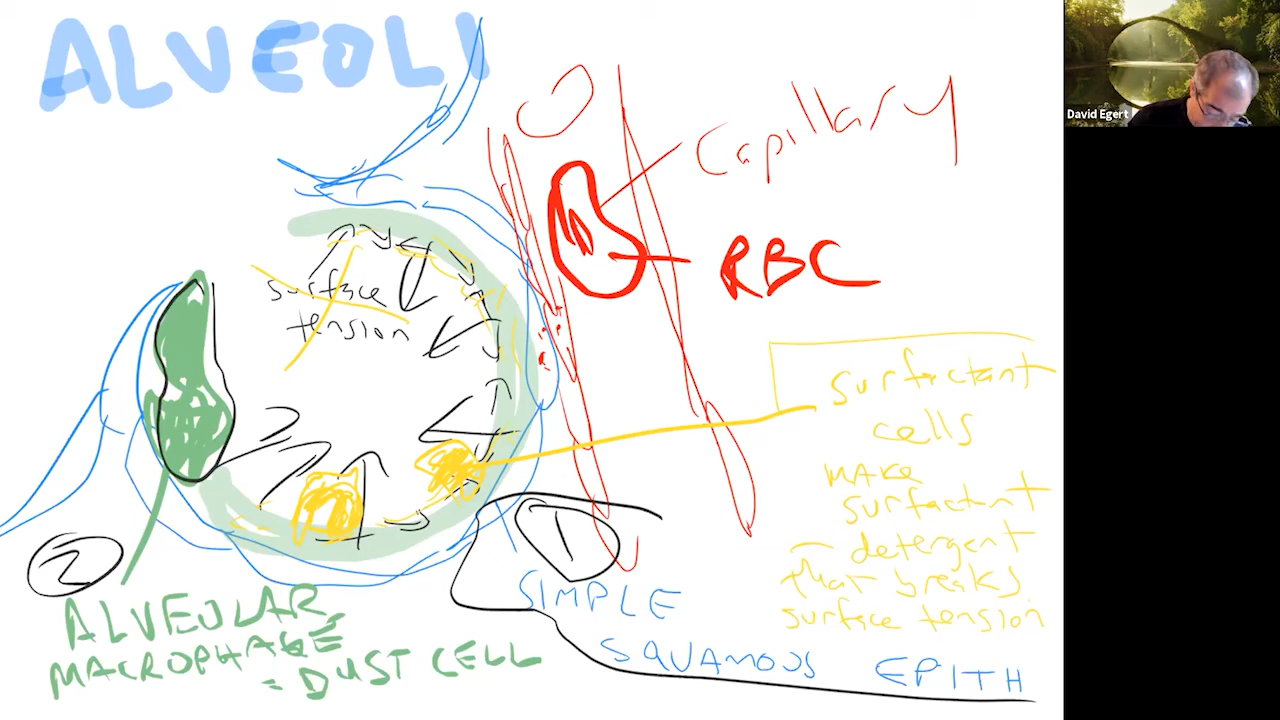 ALVEOLI
David Egert
Capillary
RBC
surface
tension
surfactant
cells
MAKE
surfactant
– detergent
that breaks
surface tension
1
SIMPLE
SQUAMOUS EPITH
2
ALVEOLAR
MACROPHAGE
= DUST CELL